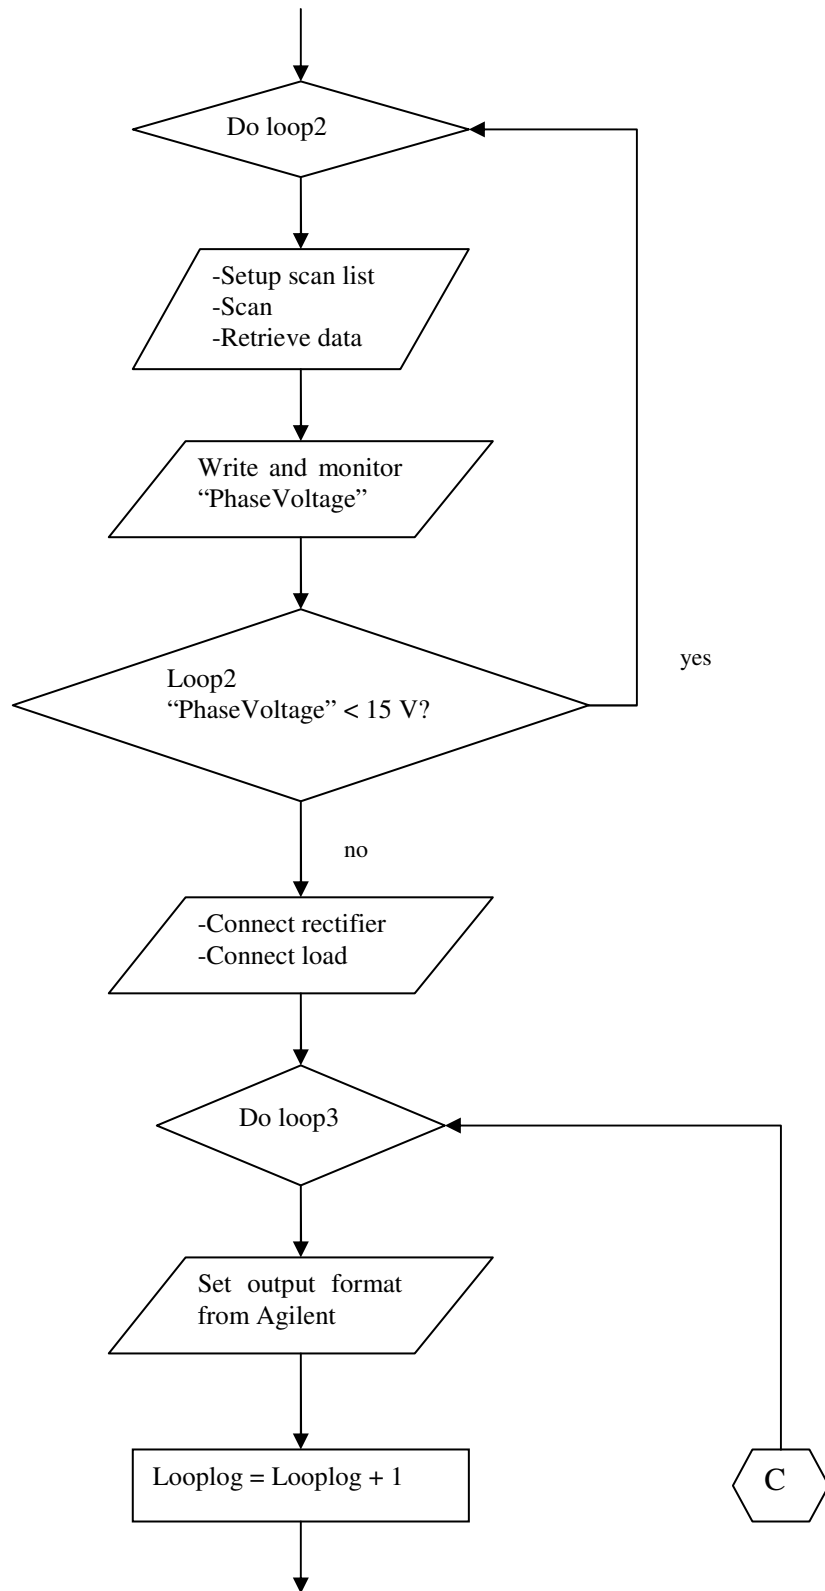 Do loop2
-Setup scan list
-Scan
-Retrieve data
Write and monitor
“PhaseVoltage”
Loop2
“PhaseVoltage” < 15 V?
yes
no
-Connect rectifier
-Connect load
Do loop3
Set output format
from Agilent
Looplog = Looplog + 1
C